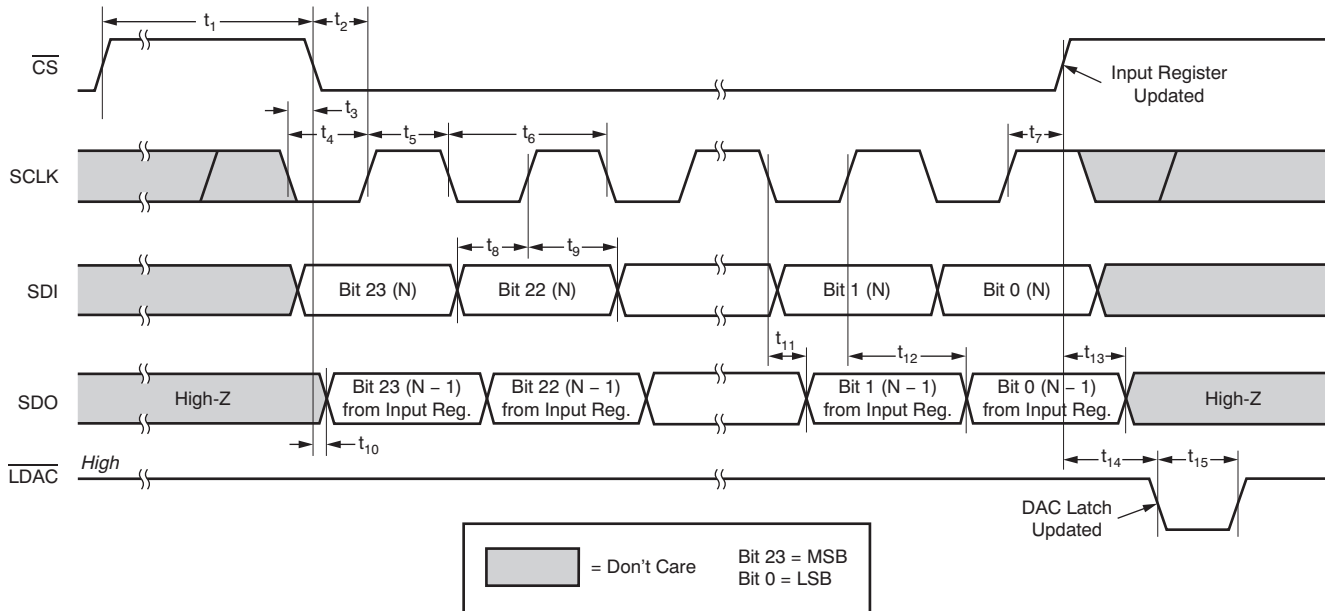 t1
t2
CS
Input Register
Updated
t3
t4
t5
t6
t7
SCLK
t8
t9
SDI
Bit 23 (N)
Bit 22 (N)
Bit 1 (N)
Bit 0 (N)
t11
t12
t13
SDO
High-Z
Bit 23 (N – 1)
from Input Reg.
Bit 22 (N – 1)
from Input Reg.
Bit 1 (N – 1)
from Input Reg.
Bit 0 (N – 1)
from Input Reg.
High-Z
t10
High
LDAC
t14
t15
DAC Latch
Updated
= Don't Care
Bit 23 = MSB
Bit 0 = LSB